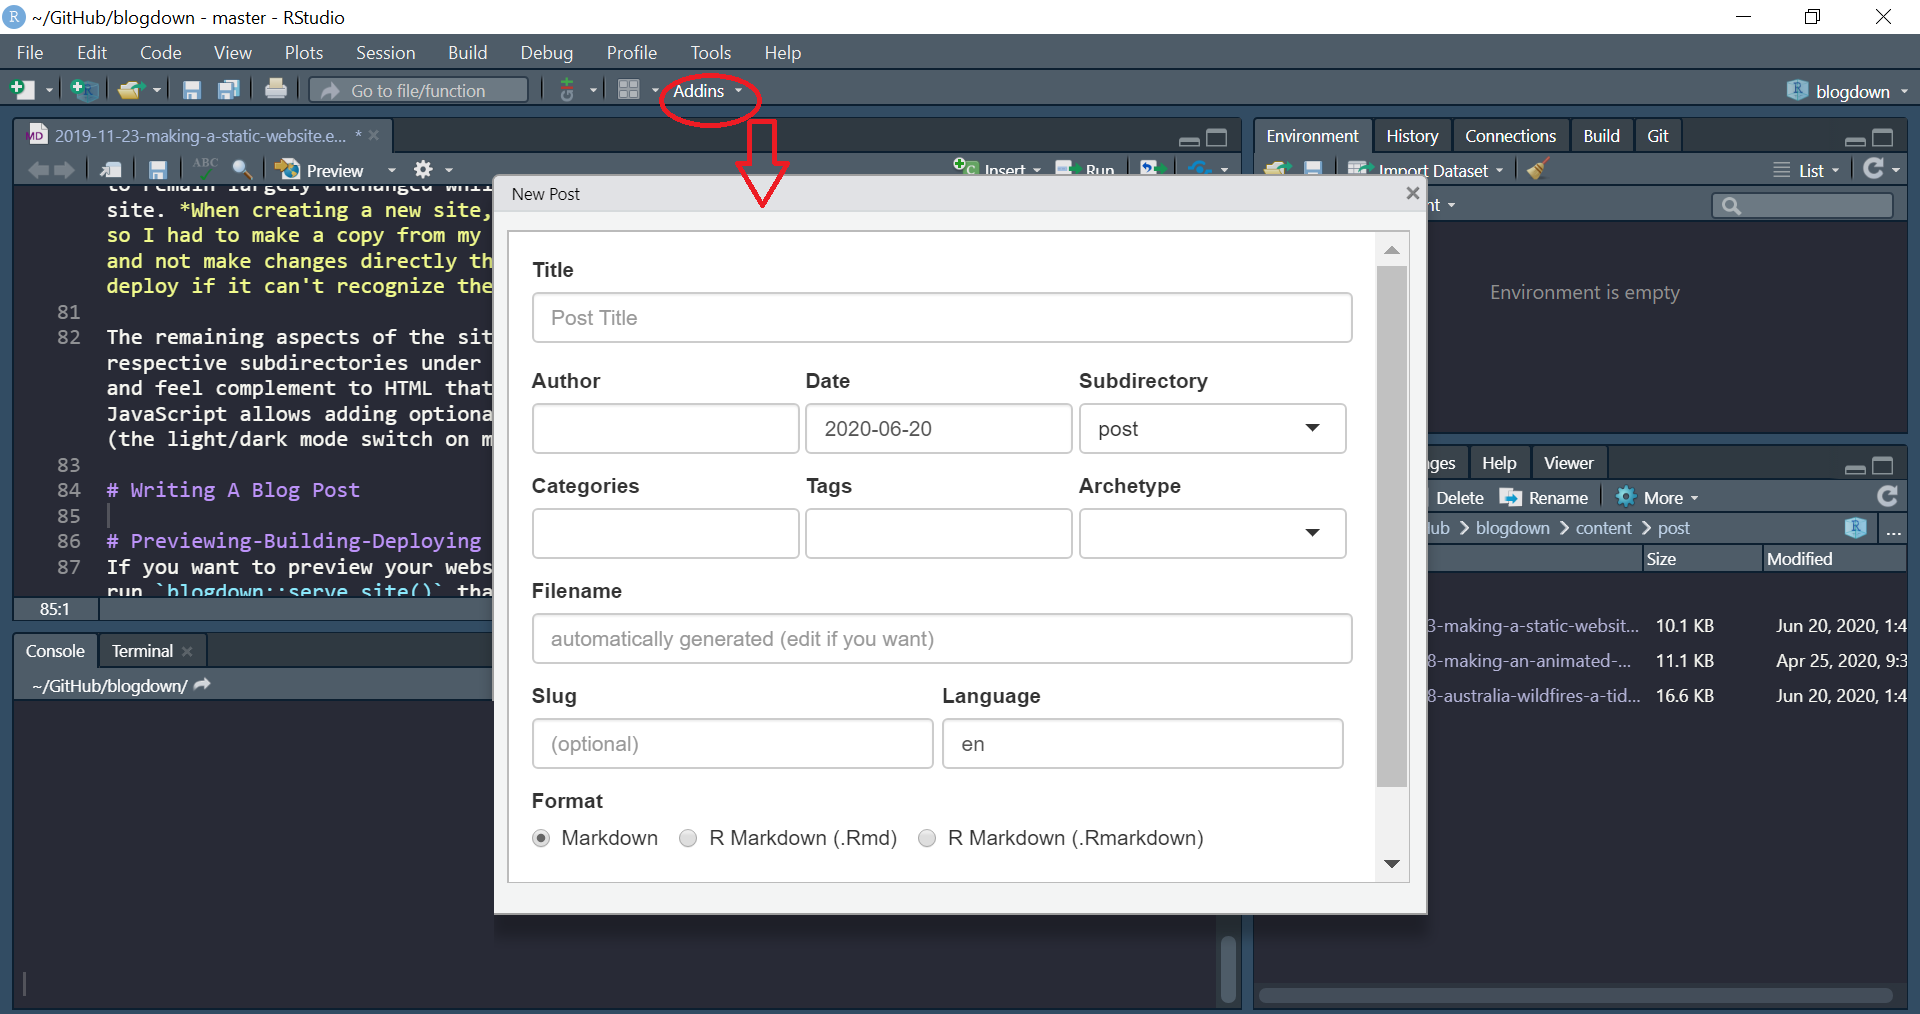 R ~/GitHub/blogdown - master - RStudio
File Edit Code View Plots Session Build Debug Profile Tools Help
Go to file/function Addins blogdown
MD 2019-11-23-making-a-static-website.e... *
ABC Preview Insert Run
to remain largely unchanged
site. *When creating a new site,
so I had to make a copy from my
and not make changes directly
deploy if it can't recognize the
81
82 The remaining aspects of the
respective subdirectories under
and feel complement to HTML that
JavaScript allows adding
(the light/dark mode switch on
83
84 # Writing A Blog Post
85
86 # Previewing-Building-Deploying
87 If you want to preview your
run `blogdown::serve_site()`
85:1
Console Terminal
~/GitHub/blogdown/
New Post
Title
Post Title
Author Date Subdirectory
2020-06-20 post
Categories Tags Archetype
Filename
automatically generated (edit if you want)
Slug Language
(optional) en
Format
Markdown R Markdown (.Rmd) R Markdown (.Rmarkdown)
Environment History Connections Build Git
Import Dataset List
Environment is empty
Help Viewer
Delete Rename More
blogdown content post
R ...
Size Modified
3-making-a-static-websit... 10.1 KB Jun 20, 2020, 1:4
8-making-an-animated-... 11.1 KB Apr 25, 2020, 9:3
8-australia-wildfires-a-tid... 16.6 KB Jun 20, 2020, 1:4